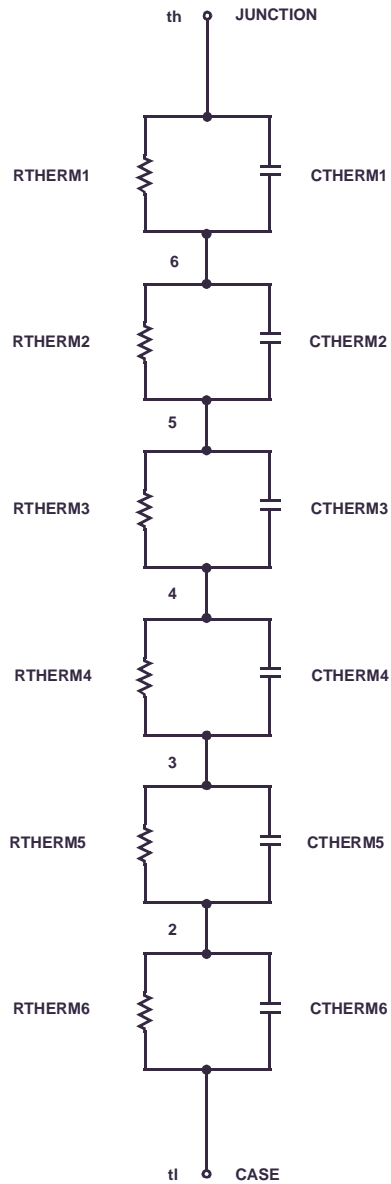 th JUNCTION
RTHERM1 CTHERM1
6
RTHERM2 CTHERM2
5
RTHERM3 CTHERM3
4
RTHERM4 CTHERM4
3
RTHERM5 CTHERM5
2
RTHERM6 CTHERM6
tl CASE